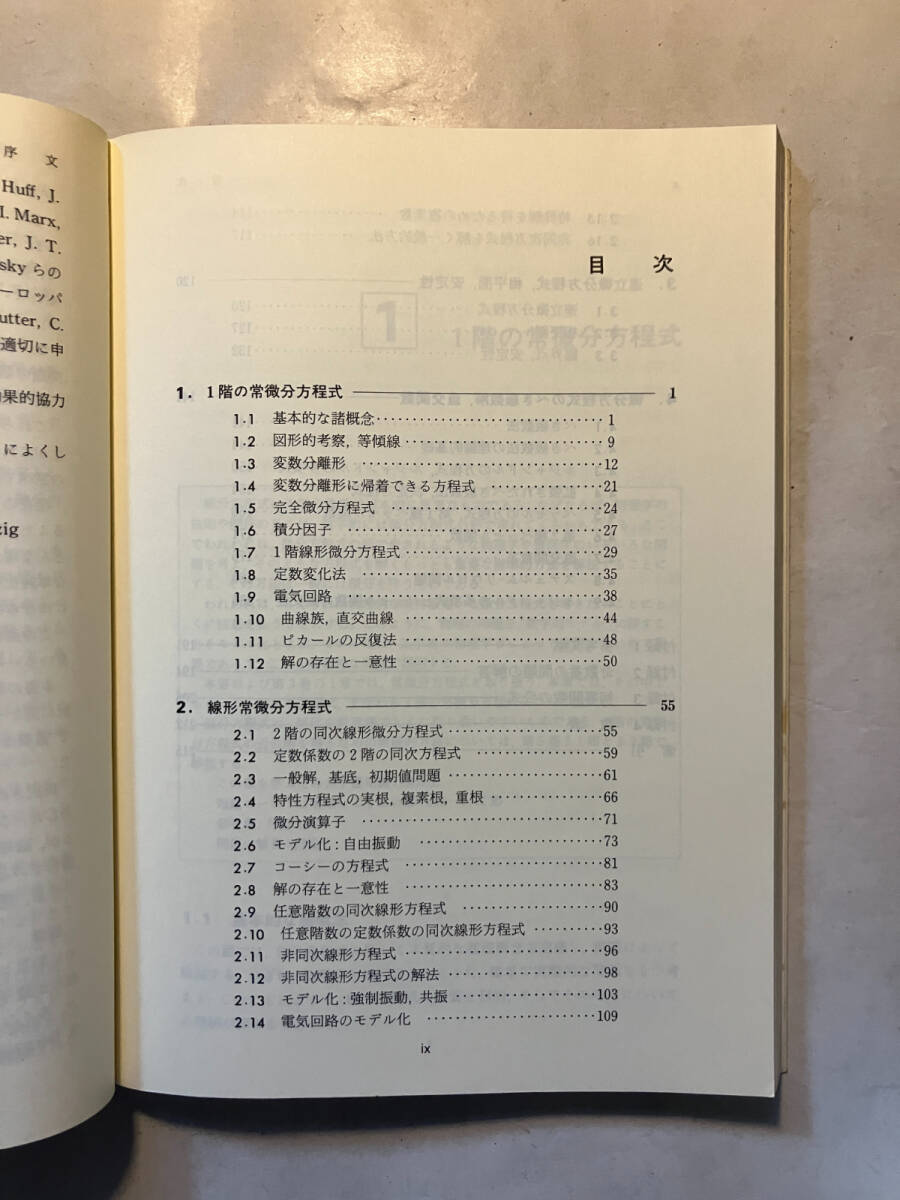 序 文
Huff, J.
I. Marx,
er, J. T.
sky らの
ーロッパ
utter, C.
適切に申
果的協力
によくし
zig
目 次
1. 1階の常微分方程式 1
1.1 基本的な諸概念 1
1.2 図形的考察, 等傾線 9
1.3 変数分離形 12
1.4 変数分離形に帰着できる方程式 21
1.5 完全微分方程式 24
1.6 積分因子 27
1.7 1階線形微分方程式 29
1.8 定数変化法 35
1.9 電気回路 38
1.10 曲線族, 直交曲線 44
1.11 ピカールの反復法 48
1.12 解の存在と一意性 50
2. 線形常微分方程式 55
2.1 2階の同次線形微分方程式 55
2.2 定数係数の2階の同次方程式 59
2.3 一般解, 基底, 初期値問題 61
2.4 特性方程式の実根, 複素根, 重根 66
2.5 微分演算子 71
2.6 モデル化:自由振動 73
2.7 コーシーの方程式 81
2.8 解の存在と一意性 83
2.9 任意階数の同次線形方程式 90
2.10 任意階数の定数係数の同次線形方程式 93
2.11 非同次線形方程式 96
2.12 非同次線形方程式の解法 98
2.13 モデル化:強制振動, 共振 103
2.14 電気回路のモデル化 109
ix